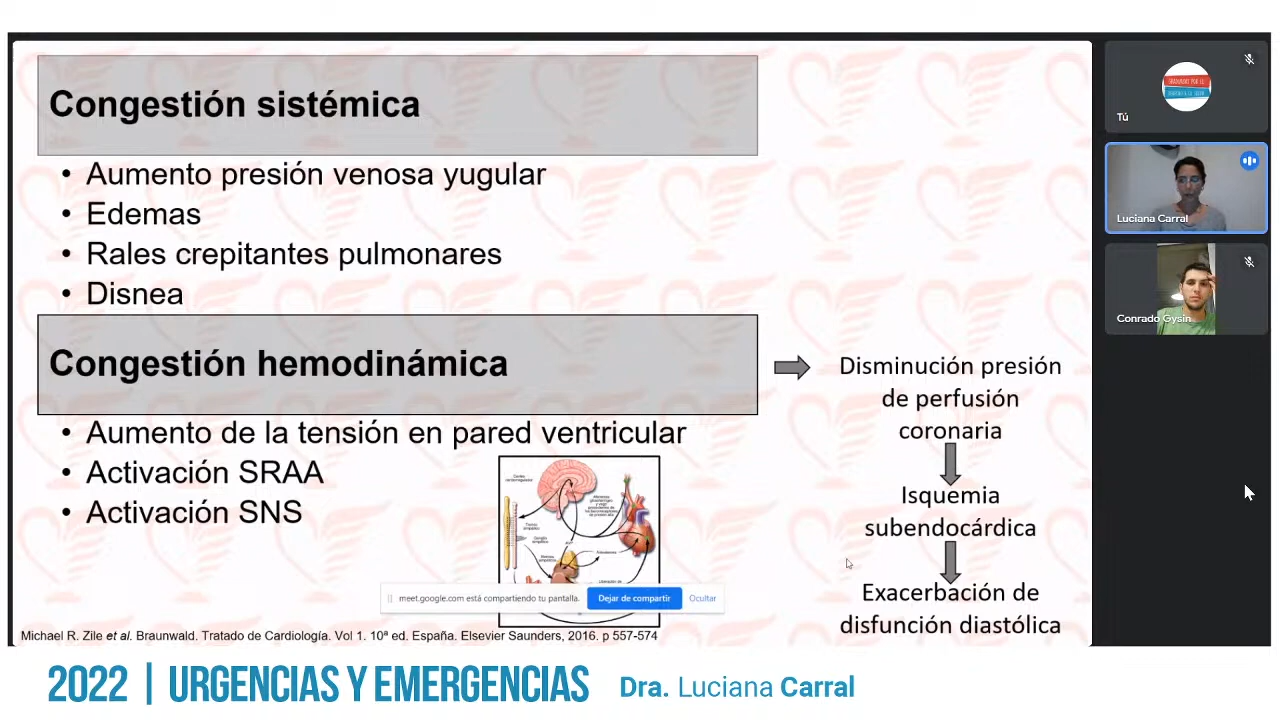 Congestión sistémica
• Aumento presión venosa yugular
• Edemas
• Rales crepitantes pulmonares
• Disnea
Congestión hemodinámica
• Aumento de la tensión en pared ventricular
• Activación SRAA
• Activación SNS
Disminución presión
de perfusión
coronaria
Isquemia
subendocárdica
Exacerbación de
disfunción diastólica
meet.google.com está compartiendo tu pantalla.
Dejar de compartir
Ocultar
Michael R. Zile et al. Braunwald. Tratado de Cardiología. Vol 1. 10ª ed. España. Elsevier Saunders, 2016. p 557-574
Tú
Luciana Carral
Conrado Gysin
2022 | URGENCIAS Y EMERGENCIAS
Dra. Luciana Carral